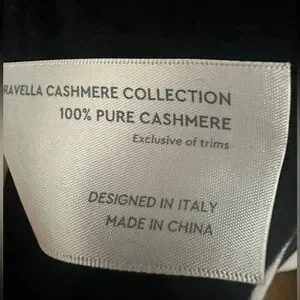 RAVELLA CASHMERE COLLECTION
100% PURE CASHMERE
Exclusive of trims
DESIGNED IN ITALY
MADE IN CHINA